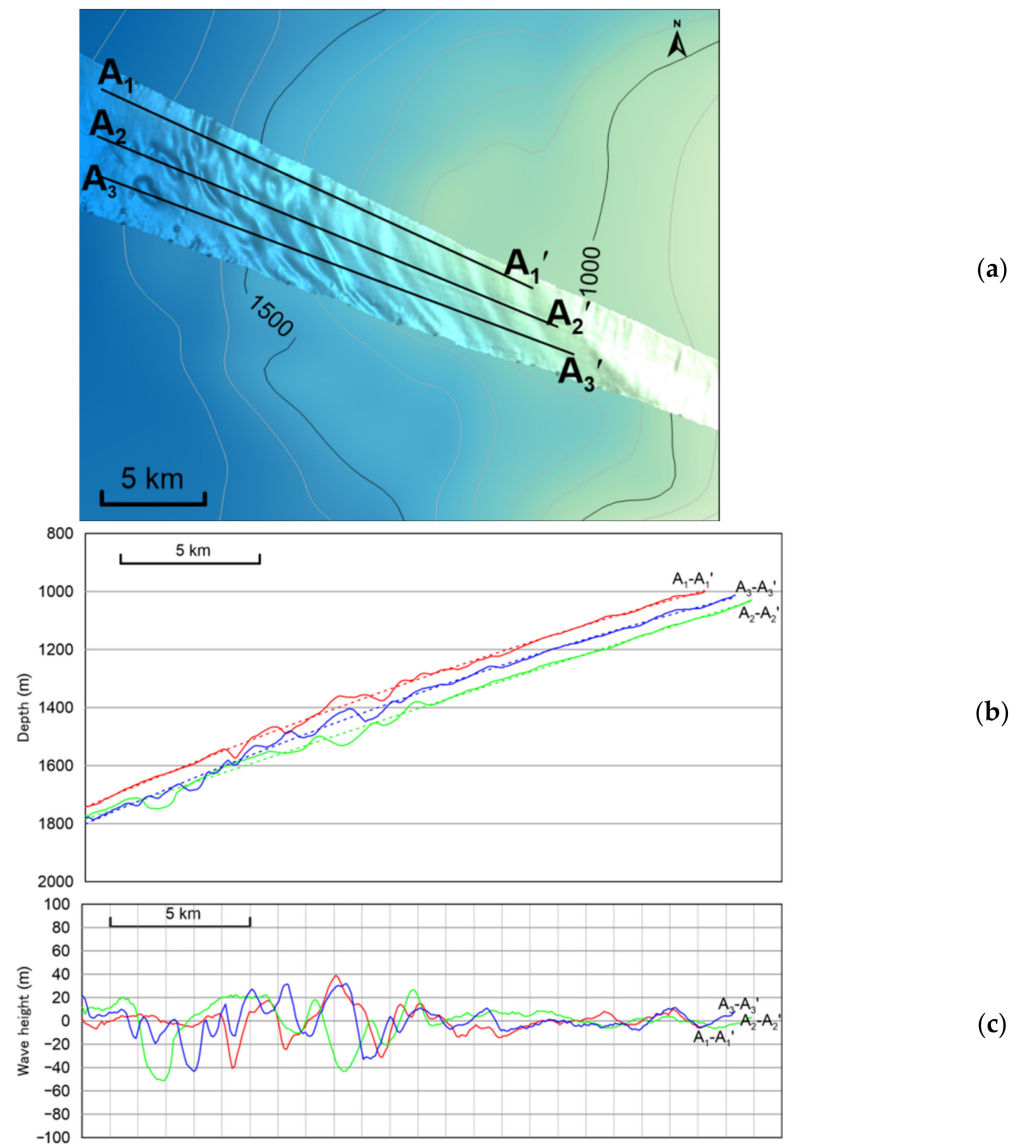 N
A1
A2
A3
A1′
1000
A2′
1500
A3′
5 km
(a)
800
5 km
1000
A1-A1'
A3-A3'
A2-A2'
1200
1400
1600
1800
2000
Depth (m)
(b)
100
80
60
40
20
0
−20
−40
−60
−80
−100
5 km
Wave height (m)
A3-A3'
A2-A2'
A1-A1'
(c)